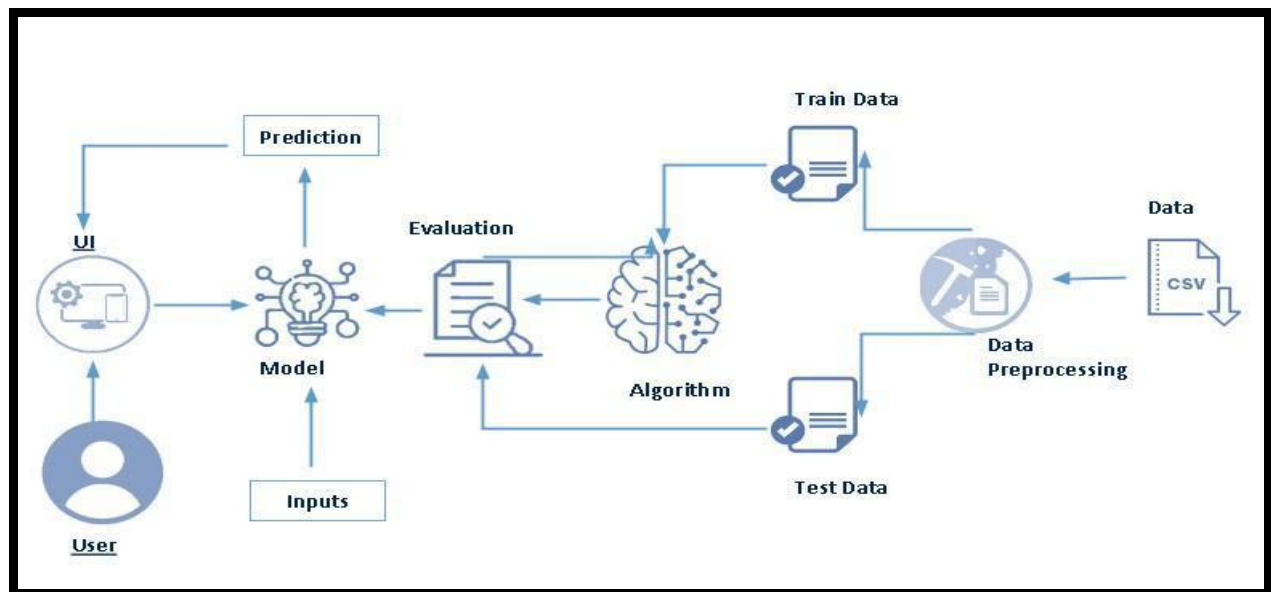 Train Data
Prediction
Data
Evaluation
UI
CSV
Data
Preprocessing
Model
Algorithm
Test Data
Inputs
User